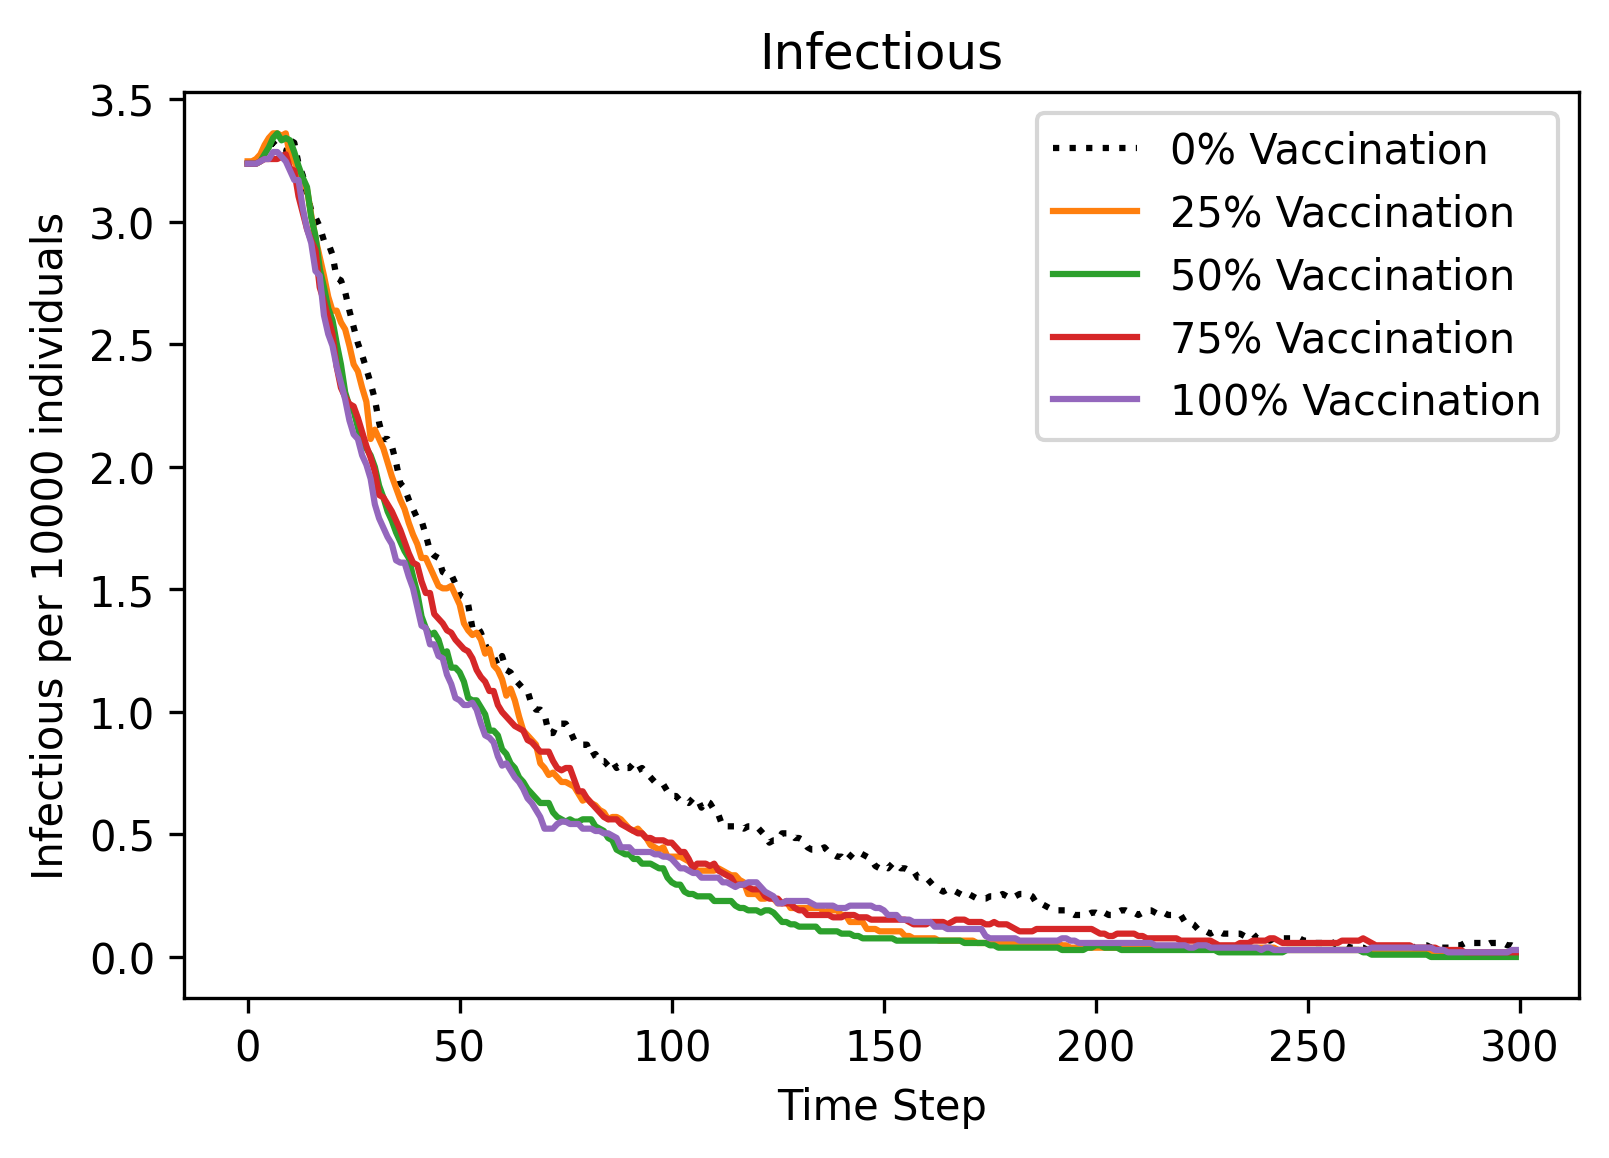 Infectious
Infectious per 10000 individuals
3.5
3.0
2.5
2.0
1.5
1.0
0.5
0.0
0% Vaccination
25% Vaccination
50% Vaccination
75% Vaccination
100% Vaccination
0 50 100 150 200 250 300
Time Step